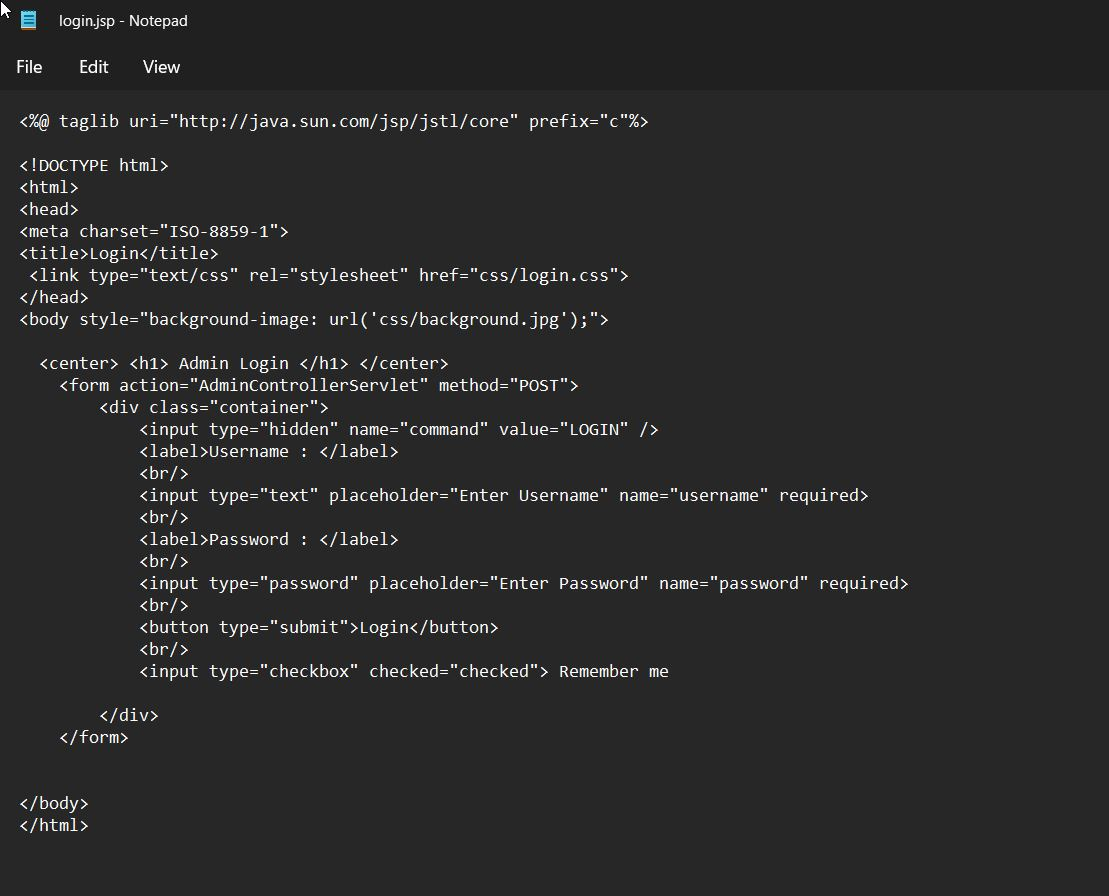 login.jsp - Notepad
File Edit View
<%@ taglib uri="http://java.sun.com/jsp/jstl/core" prefix="c"%>
<!DOCTYPE html>
<html>
<head>
<meta charset="ISO-8859-1">
<title>Login</title>
 <link type="text/css" rel="stylesheet" href="css/login.css">
</head>
<body style="background-image: url('css/background.jpg');">
  <center> <h1> Admin Login </h1> </center>
    <form action="AdminControllerServlet" method="POST">
        <div class="container">
            <input type="hidden" name="command" value="LOGIN" />
            <label>Username : </label>
            <br/>
            <input type="text" placeholder="Enter Username" name="username" required>
            <br/>
            <label>Password : </label>
            <br/>
            <input type="password" placeholder="Enter Password" name="password" required>
            <br/>
            <button type="submit">Login</button>
            <br/>
            <input type="checkbox" checked="checked"> Remember me
        </div>
    </form>
</body>
</html>